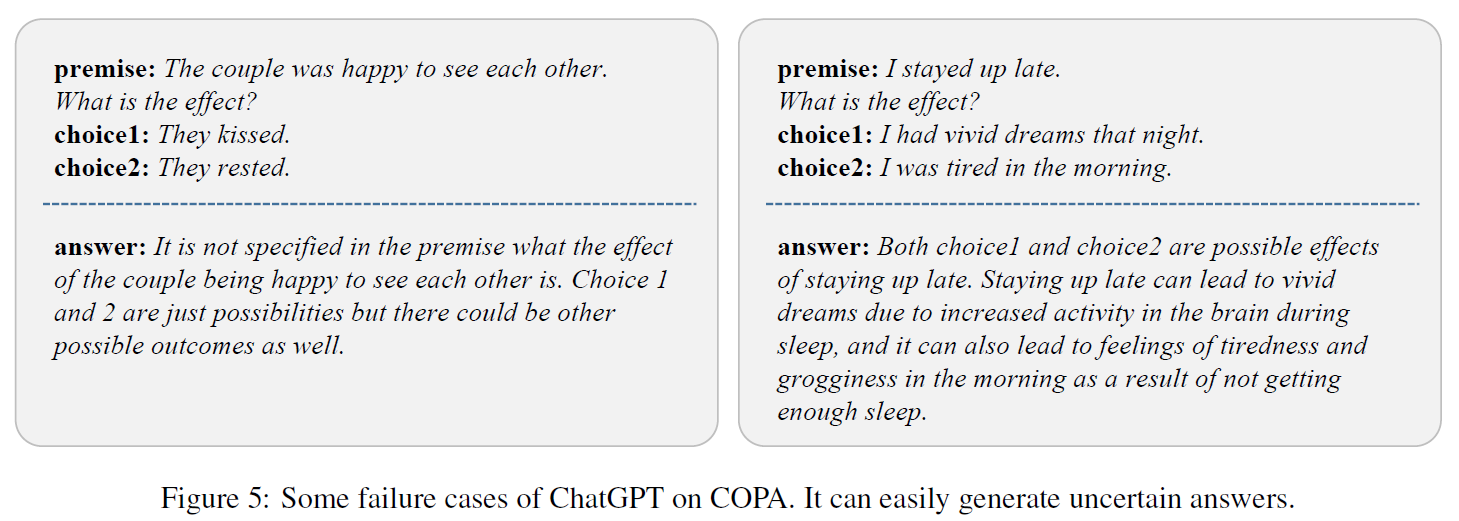 premise: The couple was happy to see each other.
What is the effect?
choice1: They kissed.
choice2: They rested.
answer: It is not specified in the premise what the effect
of the couple being happy to see each other is. Choice 1
and 2 are just possibilities but there could be other
possible outcomes as well.
premise: I stayed up late.
What is the effect?
choice1: I had vivid dreams that night.
choice2: I was tired in the morning.
answer: Both choice1 and choice2 are possible effects
of staying up late. Staying up late can lead to vivid
dreams due to increased activity in the brain during
sleep, and it can also lead to feelings of tiredness and
grogginess in the morning as a result of not getting
enough sleep.
Figure 5: Some failure cases of ChatGPT on COPA. It can easily generate uncertain answers.